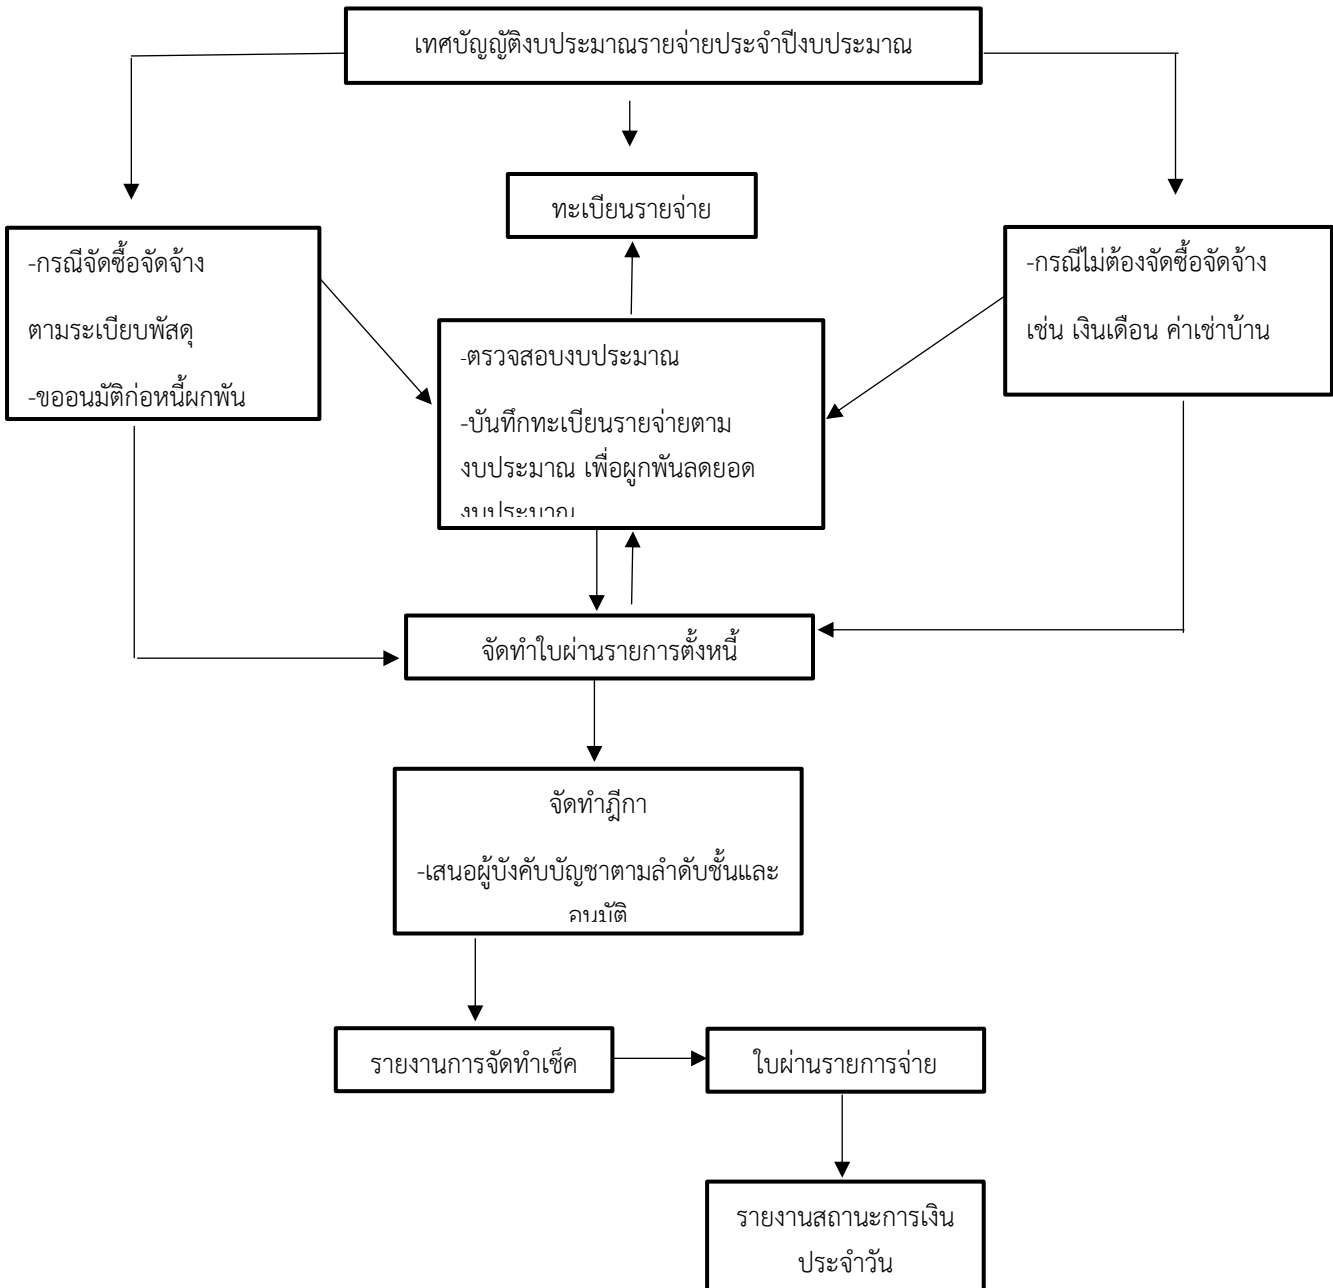 เทศบัญญัติงบประมาณรายจ่ายประจำปีงบประมาณ
ทะเบียนรายจ่าย
-กรณีจัดซื้อจัดจ้าง
ตามระเบียบพัสดุ
-ขออนมัติก่อหนี้ผกพัน
-กรณีไม่ต้องจัดซื้อจัดจ้าง
เช่น เงินเดือน ค่าเช่าบ้าน
-ตรวจสอบงบประมาณ
-บันทึกทะเบียนรายจ่ายตาม
งบประมาณ เพื่อผูกพันลดยอด
งบประมาณ
จัดทำใบผ่านรายการตั้งหนี้
จัดทำฎีกา
-เสนอผู้บังคับบัญชาตามลำดับชั้นและ
อนุมัติ
รายงานการจัดทำเช็ค
ใบผ่านรายการจ่าย
รายงานสถานะการเงิน
ประจำวัน